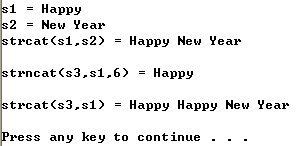 s1 = Happy
s2 = New Year
strcat(s1,s2) = Happy New Year
strncat(s3,s1,6) = Happy
strcat(s3,s1) = Happy Happy New Year
Press any key to continue . . .